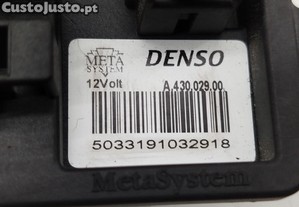 CustoJusto.pt
META
SYSTEM
DENSO
12Volt
A.430.029.00
5033191032918
MetaSystem